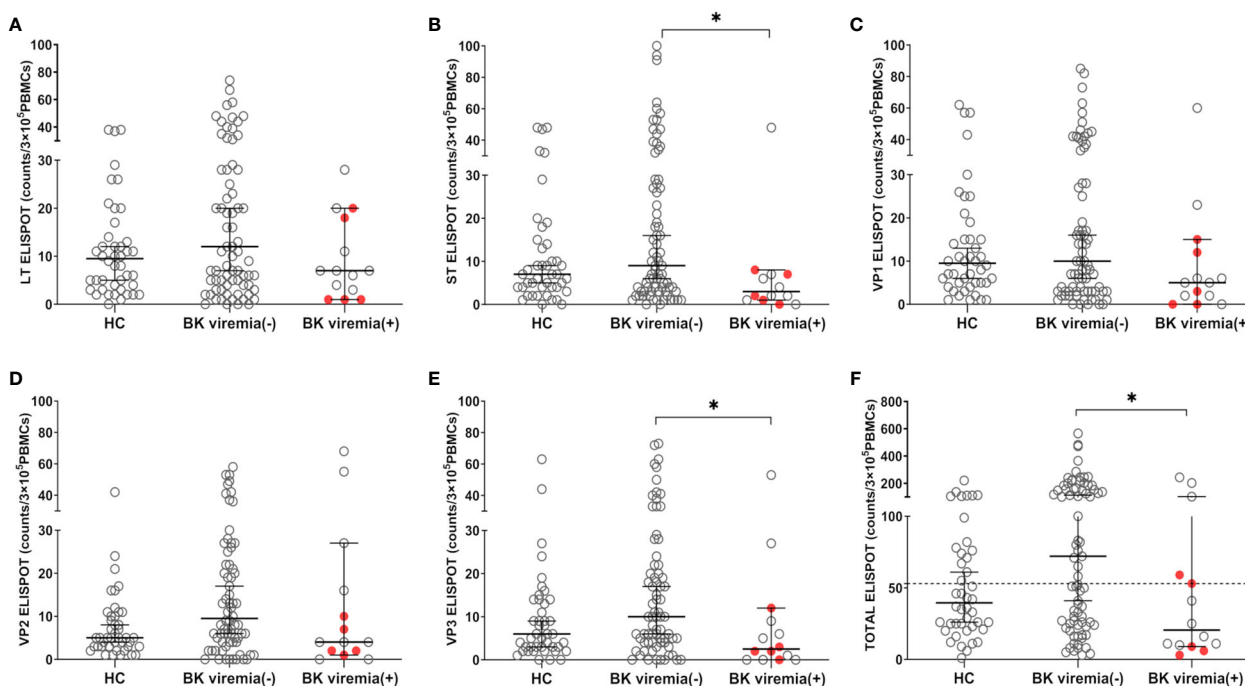 A
LT ELISPOT (counts/3×10⁵PBMCs)
100
80
60
40
30
20
10
0
HC
BK viremia(-)
BK viremia(+)
B
*
ST ELISPOT (counts/3×10⁵PBMCs)
100
80
60
40
30
20
10
0
HC
BK viremia(-)
BK viremia(+)
C
VP1 ELISPOT (counts/3×10⁵PBMCs)
100
80
60
40
30
20
10
0
HC
BK viremia(-)
BK viremia(+
D
VP2 ELISPOT (counts/3×10⁵PBMCs)
100
80
60
40
30
20
10
0
HC
BK viremia(-)
BK viremia(+)
E
*
VP3 ELISPOT (counts/3×10⁵PBMCs)
100
80
60
40
30
20
10
0
HC
BK viremia(-)
BK viremia(+)
F
*
TOTAL ELISPOT (counts/3×10⁵PBMCs)
800
600
400
200
100
50
0
HC
BK viremia(-)
BK viremia(+)